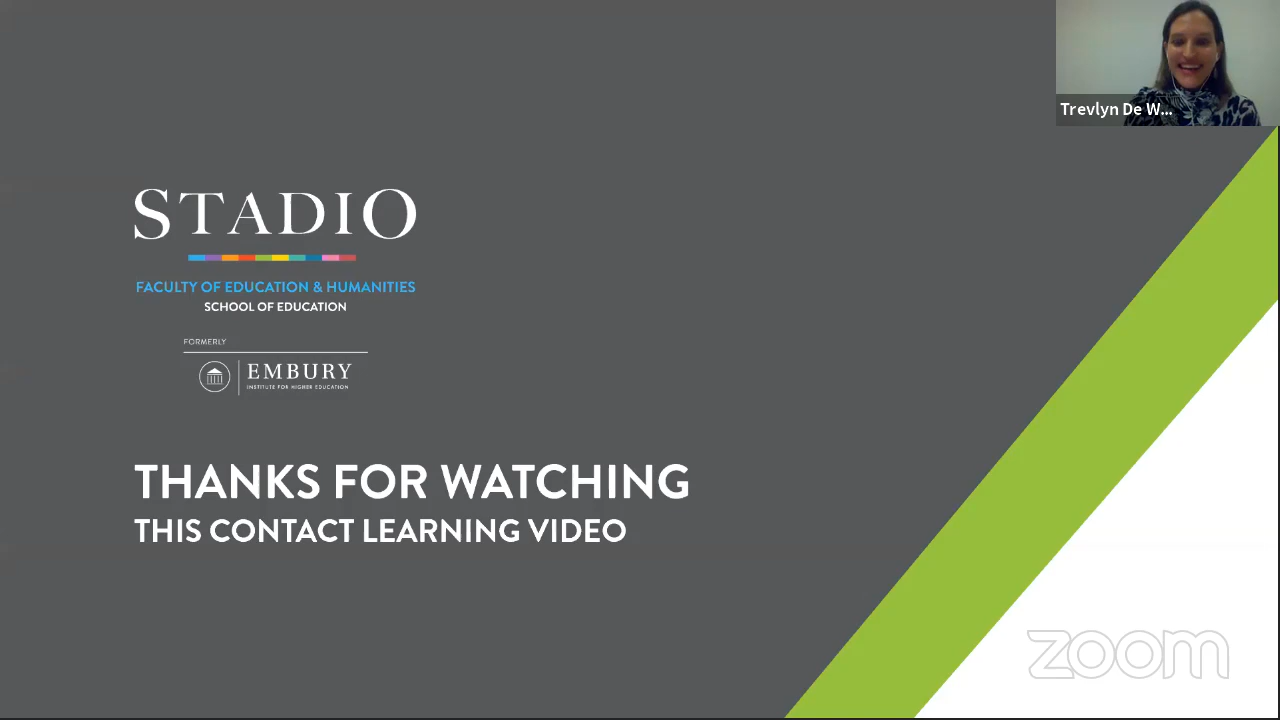 Trevlyn De W...
STADIO
FACULTY OF EDUCATION & HUMANITIES
SCHOOL OF EDUCATION
FORMERLY
EMBURY
INSTITUTE FOR HIGHER EDUCATION
THANKS FOR WATCHING
THIS CONTACT LEARNING VIDEO
zoom